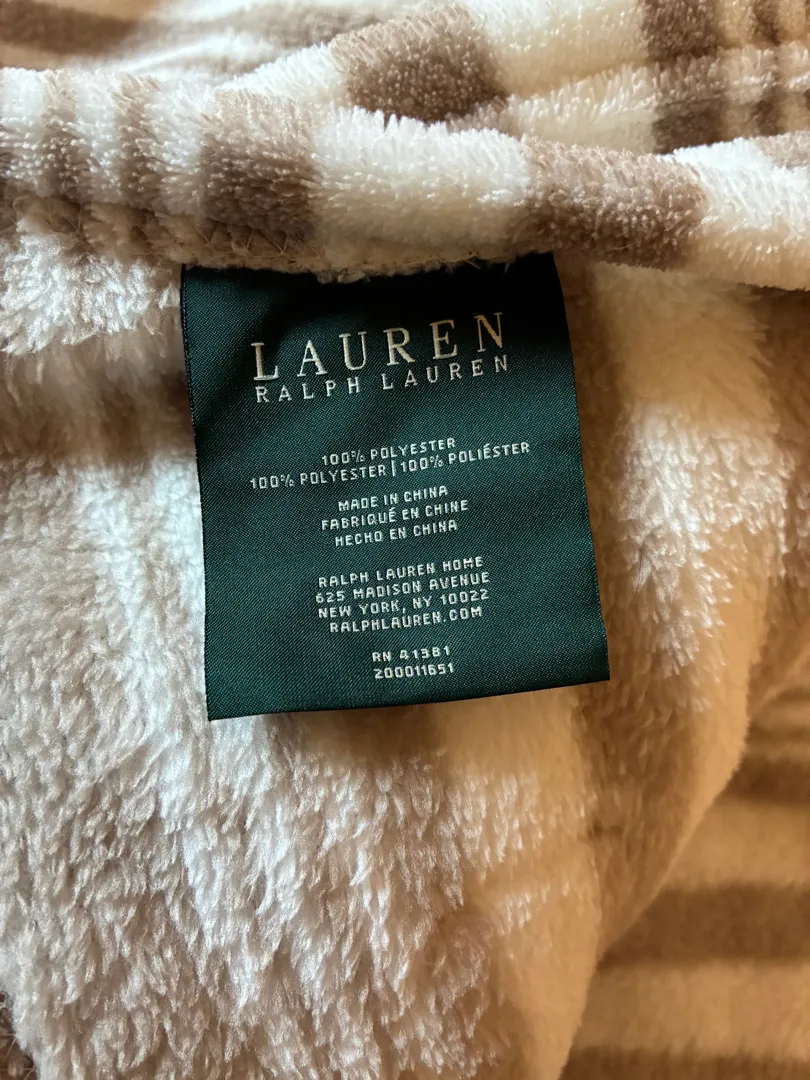 LAUREN
RALPH LAUREN
100% POLYESTER
100% POLYESTER | 100% POLIÉSTER
MADE IN CHINA
FABRIQUÉ EN CHINE
HECHO EN CHINA
RALPH LAUREN HOME
625 MADISON AVENUE
NEW YORK, NY 10022
RALPHLAUREN.COM
RN 41381
200011651